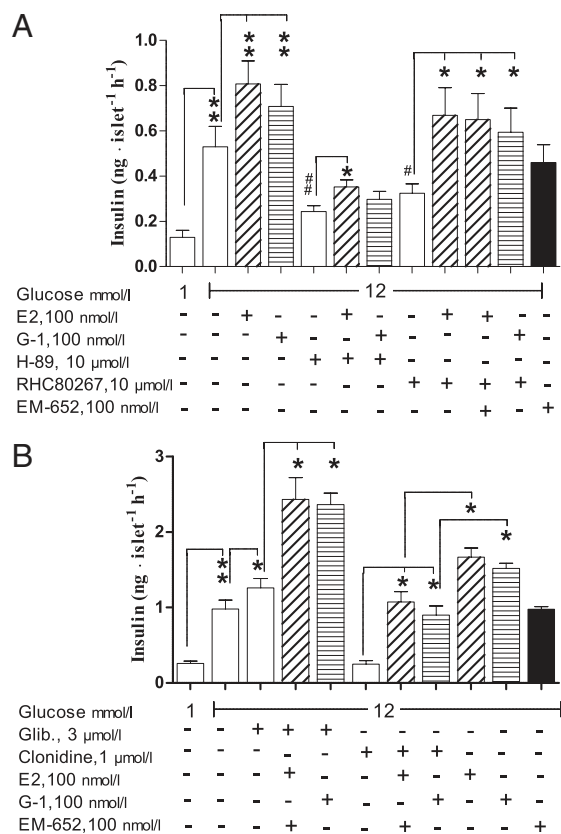 A
** ** **
Insulin (ng · islet⁻¹ h⁻¹)
1.0
0.8
0.6
0.4
0.2
0.0
## * # * * *
Glucose mmol/l 1 12
E2,100 nmol/l - - + - - + - - + + - -
G-1,100 nmol/l - - - + - - + - - - + -
H-89, 10 µmol/l - - - - + + + - - - - -
RHC80267,10 µmol/l - - - - - - - + + + + -
EM-652,100 nmol/l - - - - - - - - - + - +
B
Insulin (ng · islet⁻¹ h⁻¹)
3
2
1
0
** * * * * * * *
Glucose mmol/l 1 12
Glib., 3 µmol/l - - + + + - - - - - -
Clonidine,1 µmol/l - - - - - + + + - - -
E2,100 nmol/l - - - + - - + - + - -
G-1,100 nmol/l - - - - + - - + - + -
EM-652,100 nmol/l - - - + - - + - - - +